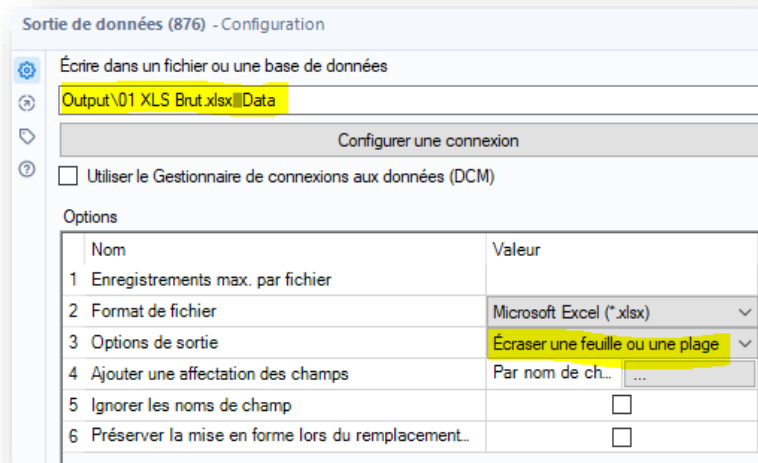 Sortie de données (876) - Configuration
Écrire dans un fichier ou une base de données
Output\01 XLS Brut.xlsx|||Data
Configurer une connexion
Utiliser le Gestionnaire de connexions aux données (DCM)
Options
Nom Valeur
1 Enregistrements max. par fichier
2 Format de fichier Microsoft Excel (*.xlsx)
3 Options de sortie Écraser une feuille ou une plage
4 Ajouter une affectation des champs Par nom de ch... ...
5 Ignorer les noms de champ
6 Préserver la mise en forme lors du remplacement...